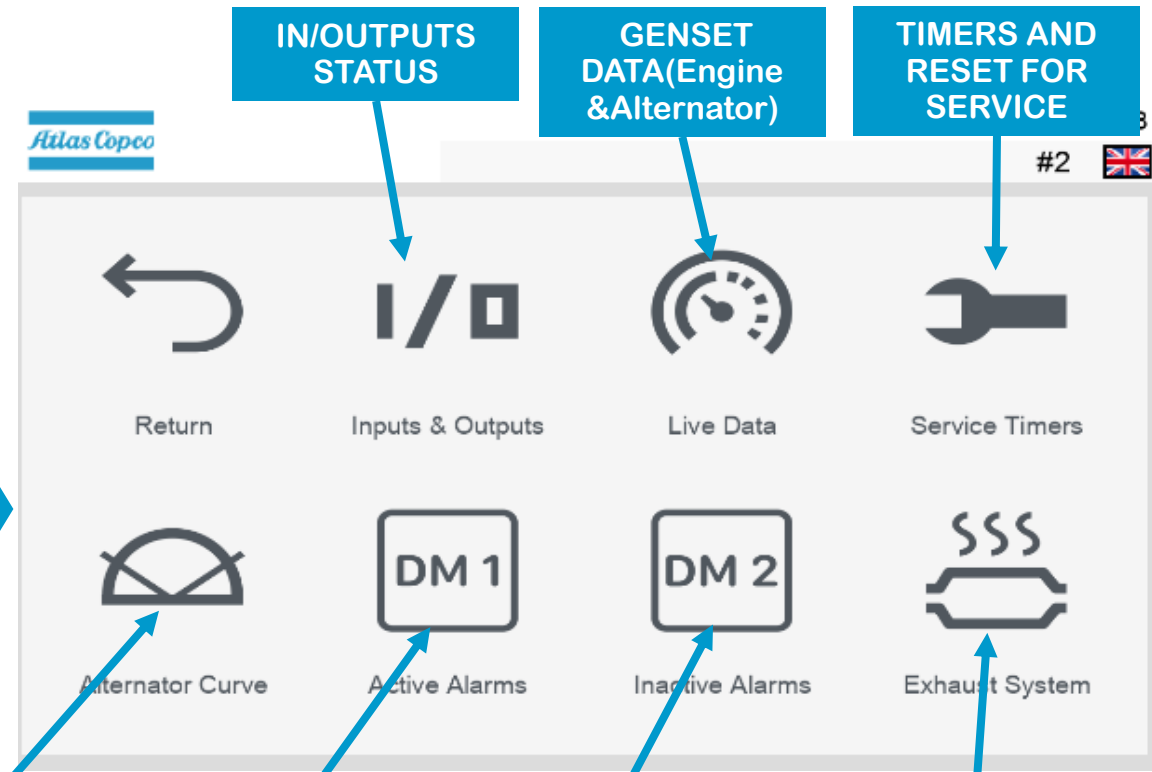 IN/OUTPUTS
STATUS
GENSET
DATA(Engine
&Alternator)
TIMERS AND
RESET FOR
SERVICE
Atlas Copco
#2
Return
Inputs & Outputs
Live Data
Service Timers
DM 1
DM 2
Alternator Curve
Active Alarms
Inactive Alarms
Exhaust System